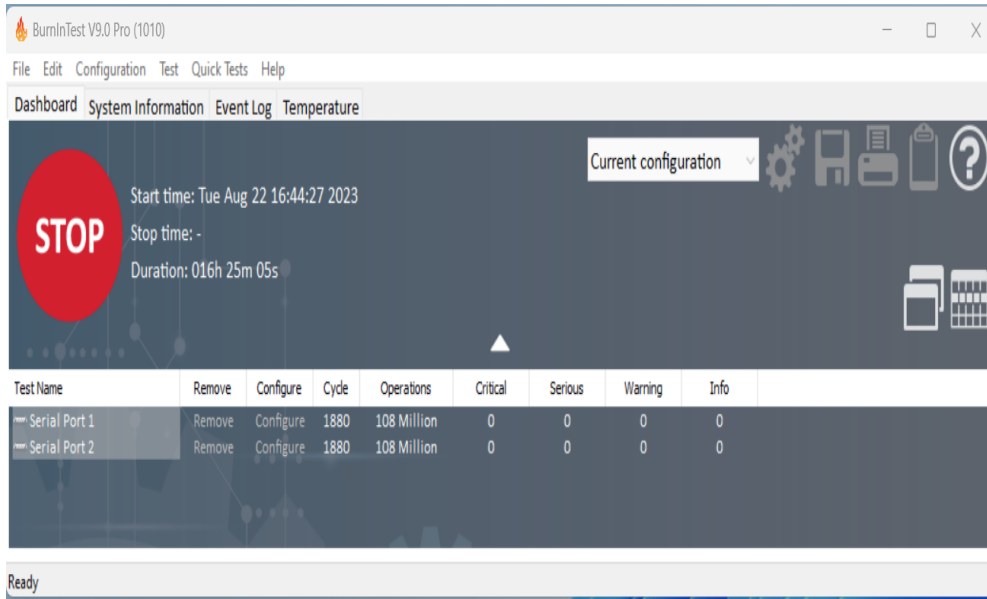 BurnInTest V9.0 Pro (1010)
File Edit Configuration Test Quick Tests Help
Dashboard System Information Event Log Temperature
Current configuration
STOP
Start time: Tue Aug 22 16:44:27 2023
Stop time: -
Duration: 016h 25m 05s
Test Name Remove Configure Cycle Operations Critical Serious Warning Info
Serial Port 1 Remove Configure 1880 108 Million 0 0 0 0
Serial Port 2 Remove Configure 1880 108 Million 0 0 0 0
Ready